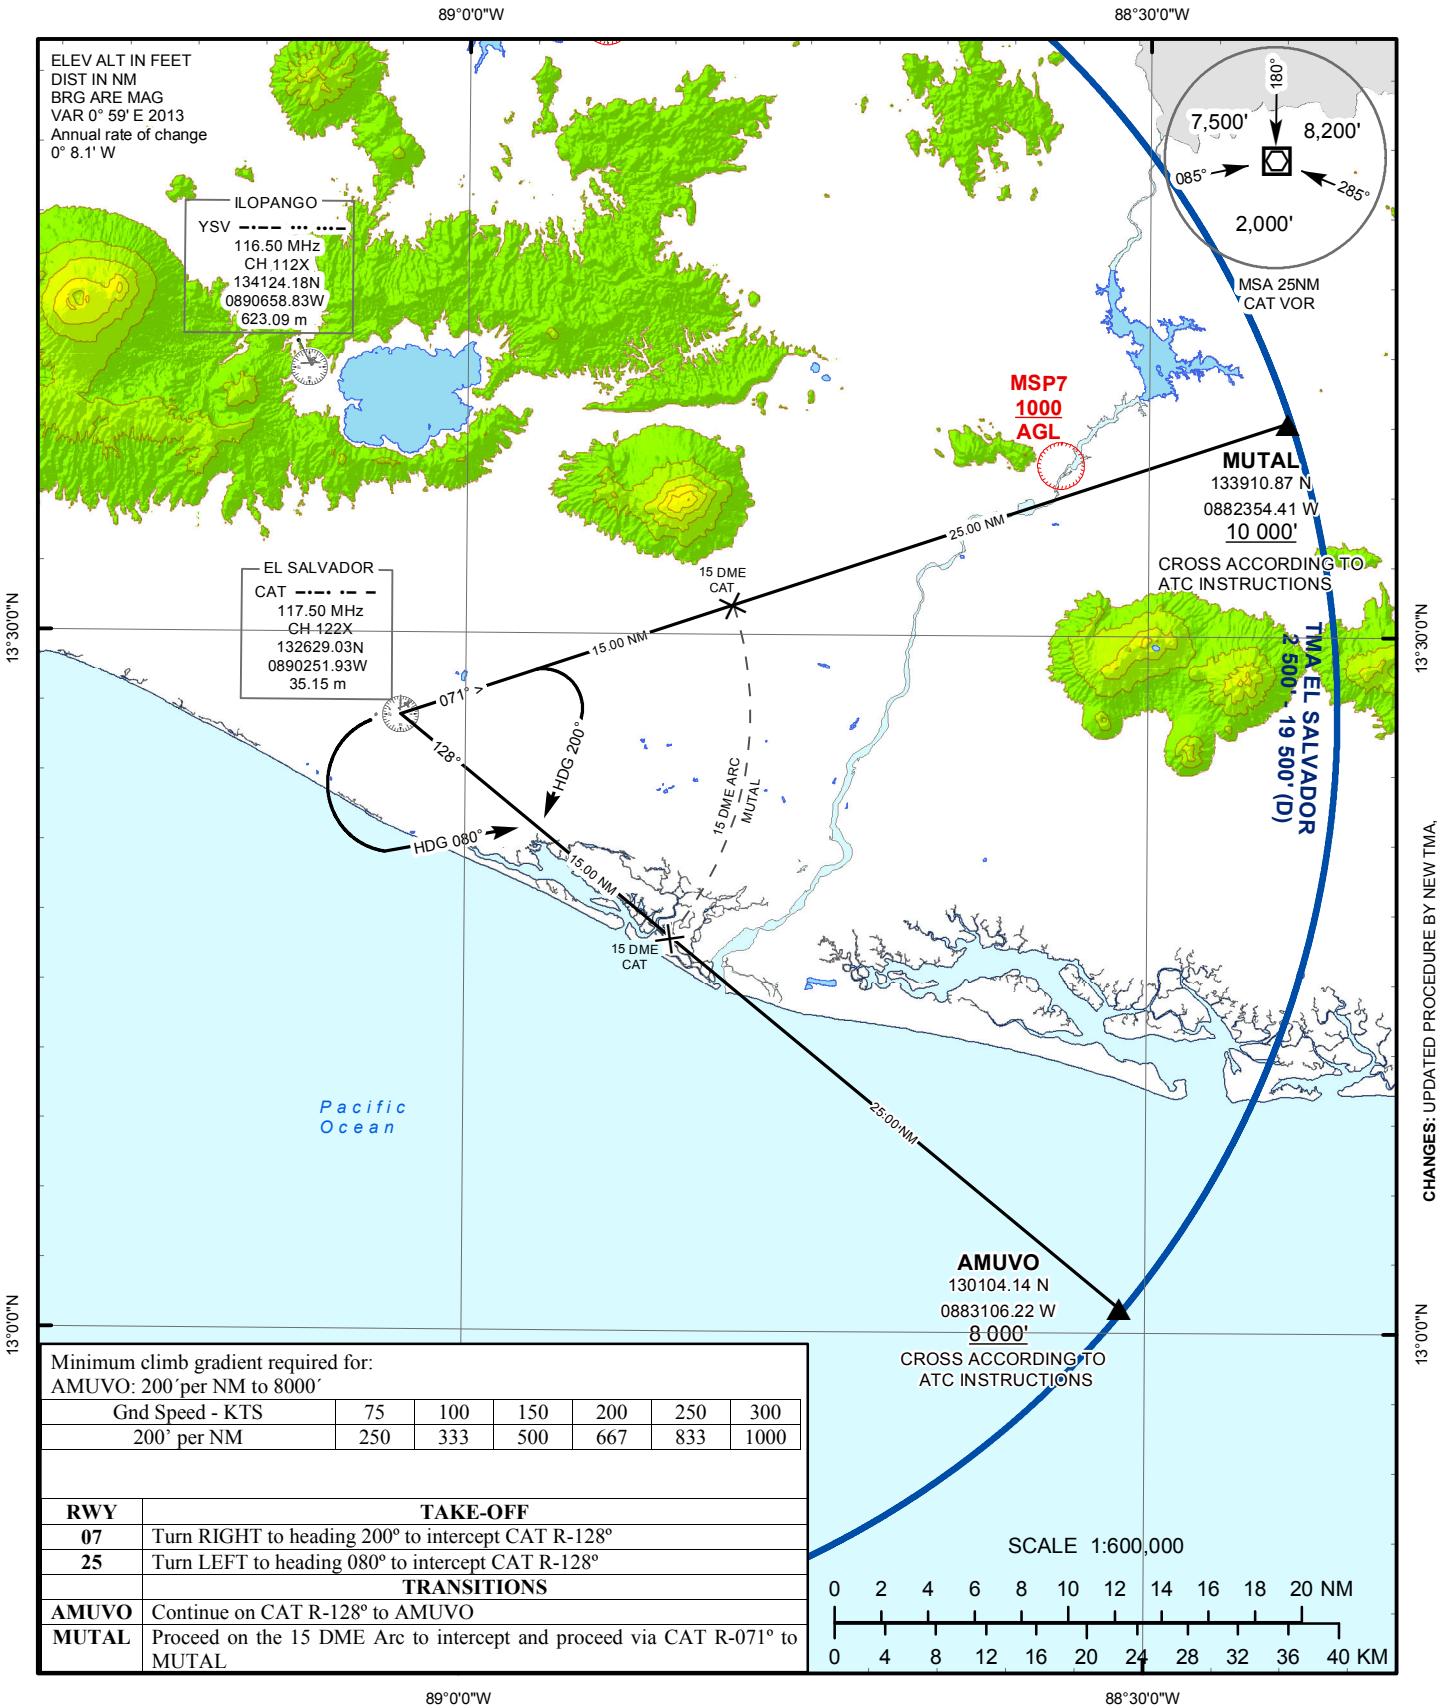 89°0'0"W
88°30'0"W
ELEV ALT IN FEET
DIST IN NM
BRG ARE MAG
VAR 0° 59' E 2013
Annual rate of change
0° 8.1' W
180°
7,500'
8,200'
085°
285°
2,000'
MSA 25NM
CAT VOR
ILOPANGO
YSV
116.50 MHz
CH 112X
134124.18N
0890658.83W
623.09 m
MSP7
1000
AGL
MUTAL
133910.87 N
0882354.41 W
10 000'
CROSS ACCORDING TO
ATC INSTRUCTIONS
25.00 NM
15 DME
CAT
EL SALVADOR
CAT
117.50 MHz
CH 122X
132629.03N
0890251.93W
35.15 m
13°30'0"N
13°30'0"N
15.00 NM
071° >
128°
HDG 200°
HDG 080°
15 DME ARC
MUTAL
TMA EL SALVADOR
2 500' - 19 500' (D)
15.00 NM
15 DME
CAT
25.00 NM
Pacific
Ocean
CHANGES: UPDATED PROCEDURE BY NEW TMA,
AMUVO
130104.14 N
0883106.22 W
8 000'
CROSS ACCORDING TO
ATC INSTRUCTIONS
13°0'0"N
13°0'0"N
Minimum climb gradient required for:
AMUVO: 200´per NM to 8000´
Gnd Speed - KTS 75 100 150 200 250 300
200' per NM 250 333 500 667 833 1000
RWY TAKE-OFF
07 Turn RIGHT to heading 200º to intercept CAT R-128º
25 Turn LEFT to heading 080º to intercept CAT R-128º
TRANSITIONS
AMUVO Continue on CAT R-128º to AMUVO
MUTAL Proceed on the 15 DME Arc to intercept and proceed via CAT R-071º to
MUTAL
SCALE 1:600,000
0 2 4 6 8 10 12 14 16 18 20 NM
0 4 8 12 16 20 24 28 32 36 40 KM
89°0'0"W
88°30'0"W